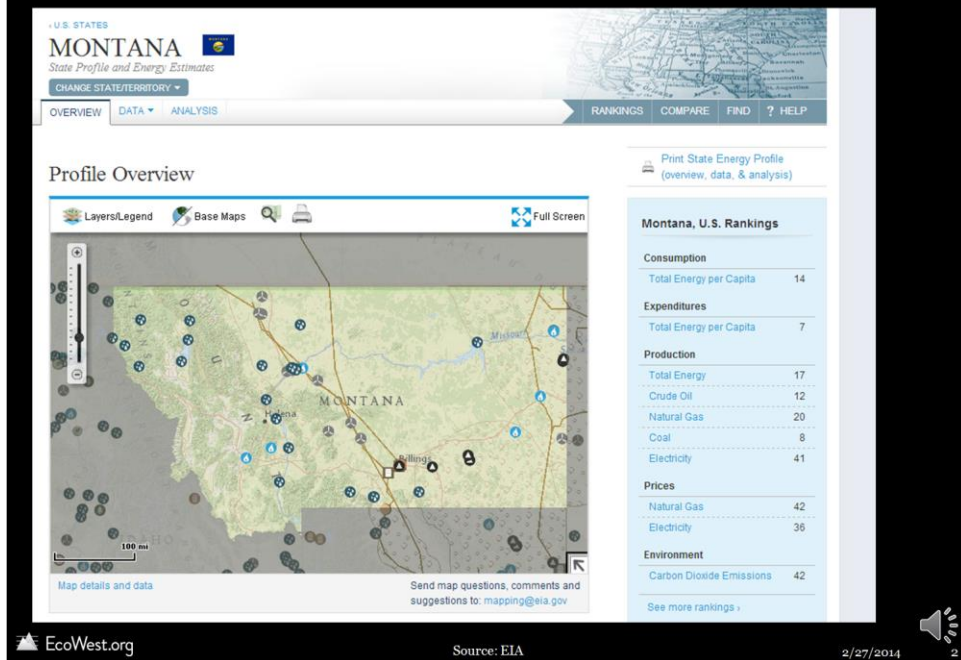 ‹ U.S. STATES
MONTANA
State Profile and Energy Estimates
CHANGE STATE/TERRITORY
OVERVIEW DATA ANALYSIS RANKINGS COMPARE FIND ? HELP
Profile Overview
Print State Energy Profile
(overview, data, & analysis)
Layers/Legend Base Maps Full Screen
Missouri
MONTANA
Helena
Billings
IDAHO
100 mi
Map details and data
Send map questions, comments and
suggestions to: mapping@eia.gov
Montana, U.S. Rankings
Consumption
Total Energy per Capita 14
Expenditures
Total Energy per Capita 7
Production
Total Energy 17
Crude Oil 12
Natural Gas 20
Coal 8
Electricity 41
Prices
Natural Gas 42
Electricity 36
Environment
Carbon Dioxide Emissions 42
See more rankings ›
EcoWest.org
Source: EIA
2/27/2014
2